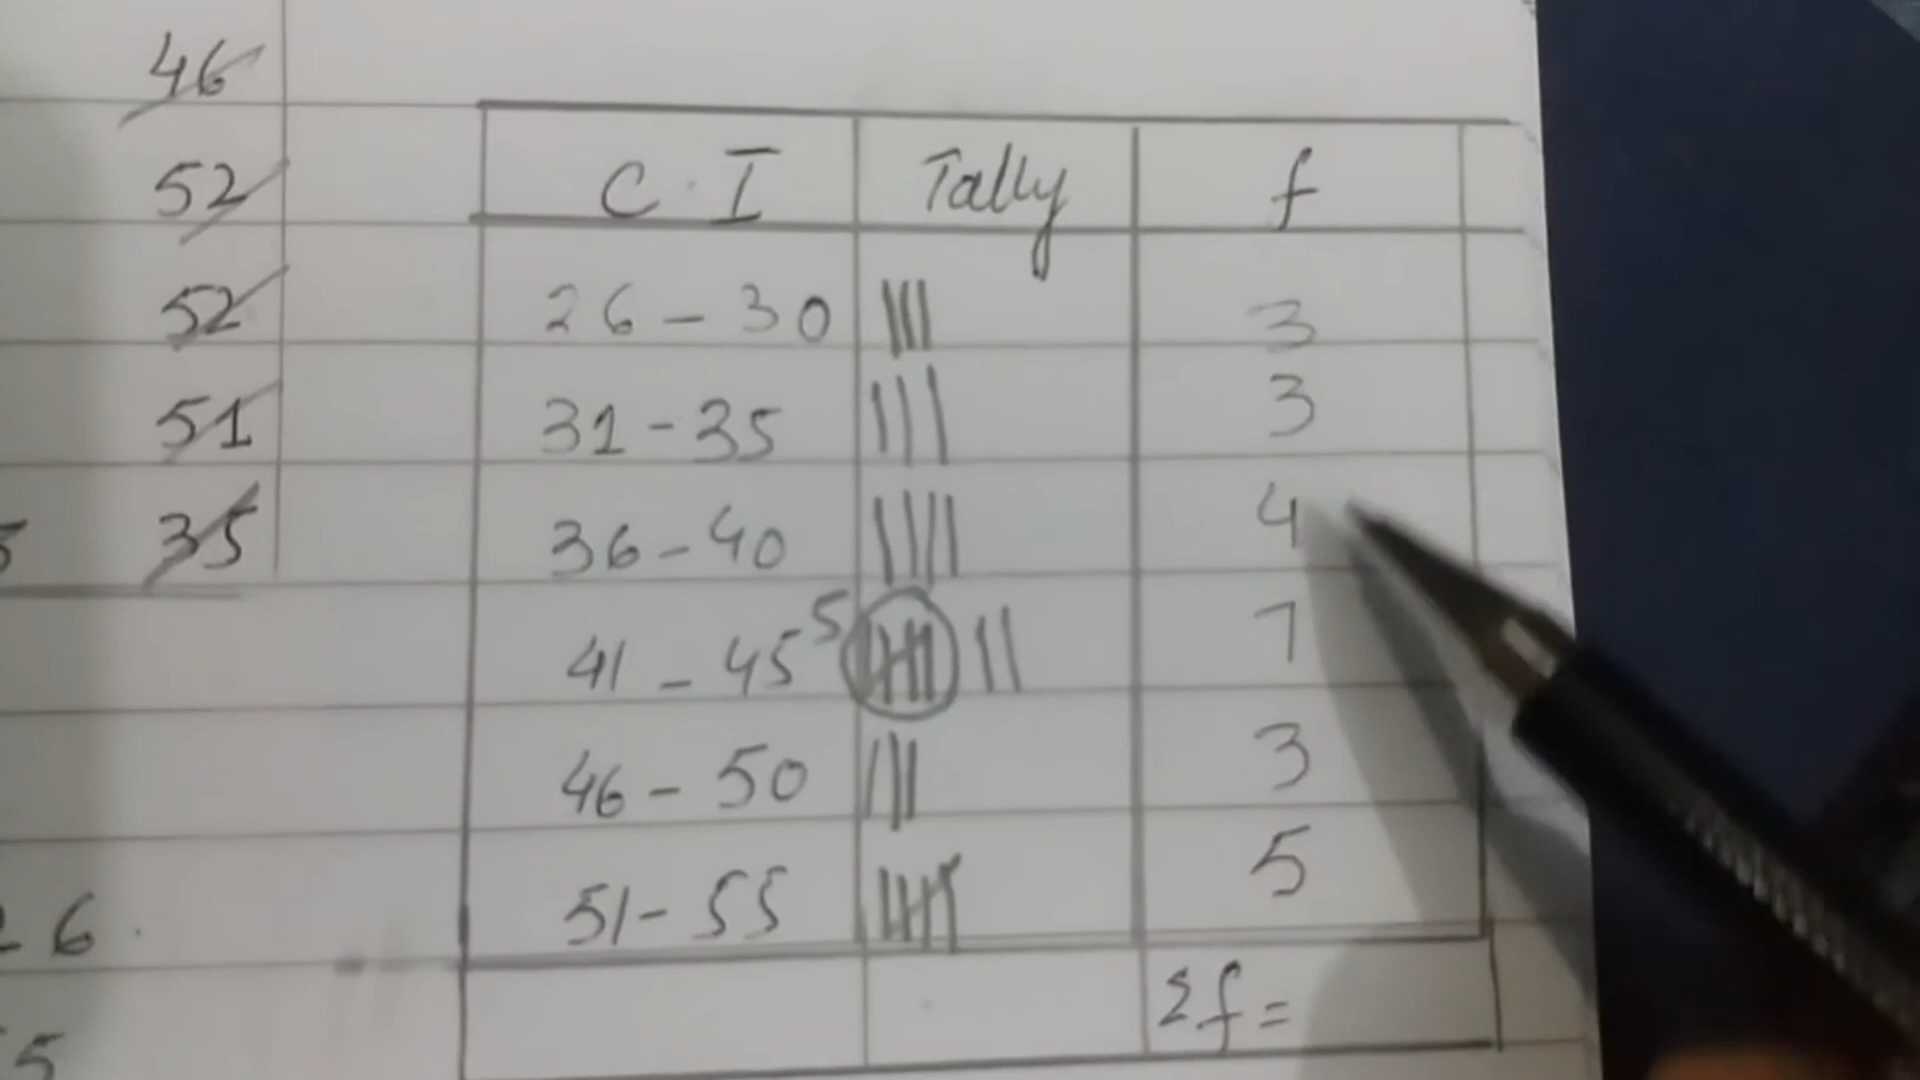 46
52
52
51
35
C.I Tally f
26 - 30 ||| 3
31 - 35 ||| 3
36 - 40 |||| 4
41 - 45 5 |||| || 7
46 - 50 ||| 3
51 - 55 |||| 5
Σf =
6.
5